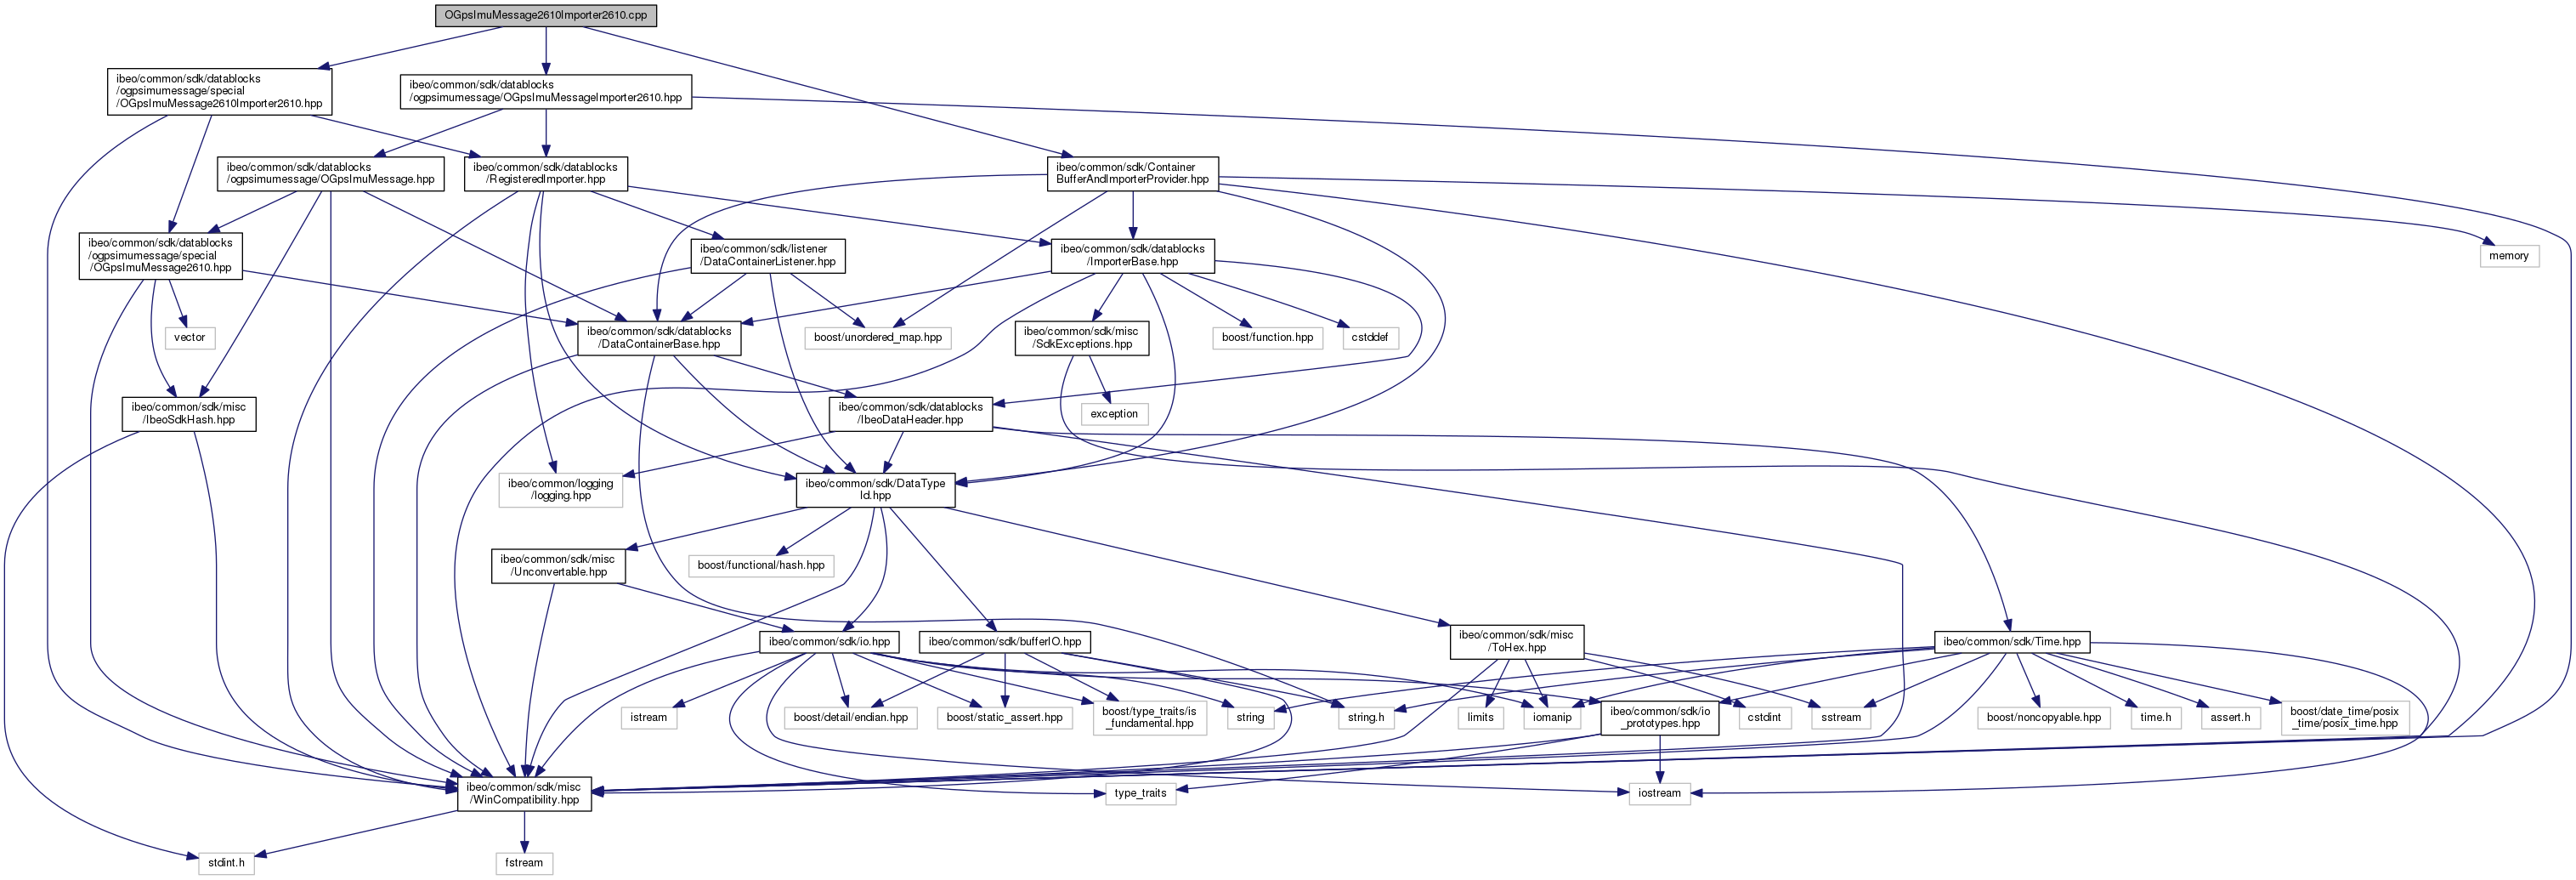 OGpsImuMessage2610Importer2610.cpp
ibeo/common/sdk/datablocks
/ogpsimumessage/special
/OGpsImuMessage2610Importer2610.hpp
ibeo/common/sdk/datablocks
/ogpsimumessage/OGpsImuMessageImporter2610.hpp
ibeo/common/sdk/datablocks
/ogpsimumessage/OGpsImuMessage.hpp
ibeo/common/sdk/datablocks
/RegisteredImporter.hpp
ibeo/common/sdk/Container
BufferAndImporterProvider.hpp
ibeo/common/sdk/datablocks
/ogpsimumessage/special
/OGpsImuMessage2610.hpp
ibeo/common/sdk/listener
/DataContainerListener.hpp
ibeo/common/sdk/datablocks
/ImporterBase.hpp
memory
vector
ibeo/common/sdk/datablocks
/DataContainerBase.hpp
boost/unordered_map.hpp
ibeo/common/sdk/misc
/SdkExceptions.hpp
boost/function.hpp
cstddef
ibeo/common/sdk/misc
/IbeoSdkHash.hpp
ibeo/common/sdk/datablocks
/IbeoDataHeader.hpp
exception
ibeo/common/logging
/logging.hpp
ibeo/common/sdk/DataType
Id.hpp
ibeo/common/sdk/misc
/Unconvertable.hpp
boost/functional/hash.hpp
ibeo/common/sdk/io.hpp
ibeo/common/sdk/bufferIO.hpp
ibeo/common/sdk/misc
/ToHex.hpp
ibeo/common/sdk/Time.hpp
istream
boost/detail/endian.hpp
boost/static_assert.hpp
boost/type_traits/is
_fundamental.hpp
string
string.h
limits
iomanip
ibeo/common/sdk/io
_prototypes.hpp
cstdint
sstream
boost/noncopyable.hpp
time.h
assert.h
boost/date_time/posix
_time/posix_time.hpp
ibeo/common/sdk/misc
/WinCompatibility.hpp
type_traits
iostream
stdint.h
fstream